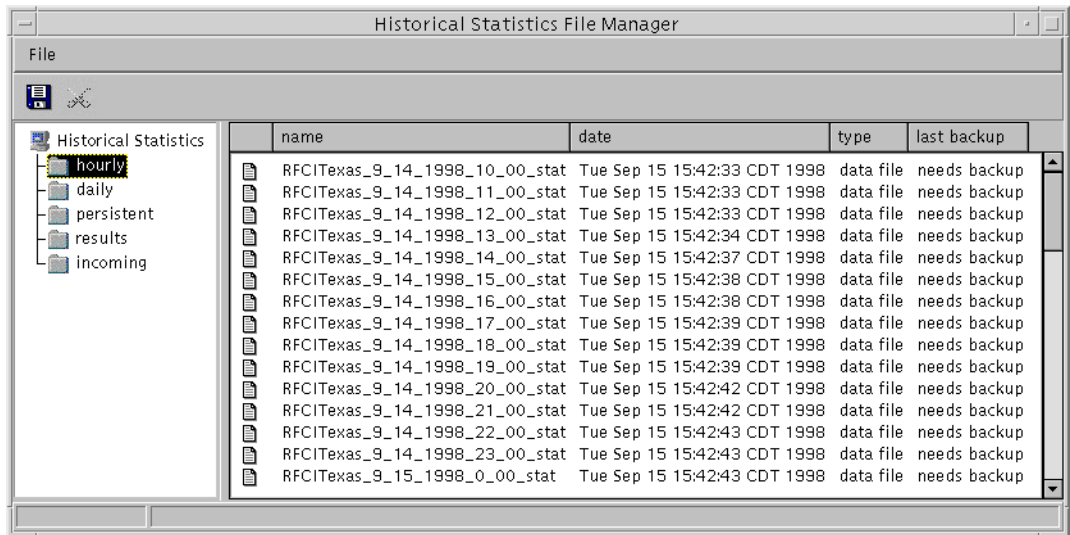 Historical Statistics File Manager
File
Historical Statistics
hourly
daily
persistent
results
incoming
name date type last backup
RFCITexas_9_14_1998_10_00_stat Tue Sep 15 15:42:33 CDT 1998 data file needs backup
RFCITexas_9_14_1998_11_00_stat Tue Sep 15 15:42:33 CDT 1998 data file needs backup
RFCITexas_9_14_1998_12_00_stat Tue Sep 15 15:42:33 CDT 1998 data file needs backup
RFCITexas_9_14_1998_13_00_stat Tue Sep 15 15:42:34 CDT 1998 data file needs backup
RFCITexas_9_14_1998_14_00_stat Tue Sep 15 15:42:37 CDT 1998 data file needs backup
RFCITexas_9_14_1998_15_00_stat Tue Sep 15 15:42:38 CDT 1998 data file needs backup
RFCITexas_9_14_1998_16_00_stat Tue Sep 15 15:42:38 CDT 1998 data file needs backup
RFCITexas_9_14_1998_17_00_stat Tue Sep 15 15:42:39 CDT 1998 data file needs backup
RFCITexas_9_14_1998_18_00_stat Tue Sep 15 15:42:39 CDT 1998 data file needs backup
RFCITexas_9_14_1998_19_00_stat Tue Sep 15 15:42:39 CDT 1998 data file needs backup
RFCITexas_9_14_1998_20_00_stat Tue Sep 15 15:42:42 CDT 1998 data file needs backup
RFCITexas_9_14_1998_21_00_stat Tue Sep 15 15:42:42 CDT 1998 data file needs backup
RFCITexas_9_14_1998_22_00_stat Tue Sep 15 15:42:43 CDT 1998 data file needs backup
RFCITexas_9_14_1998_23_00_stat Tue Sep 15 15:42:43 CDT 1998 data file needs backup
RFCITexas_9_15_1998_0_00_stat Tue Sep 15 15:42:43 CDT 1998 data file needs backup